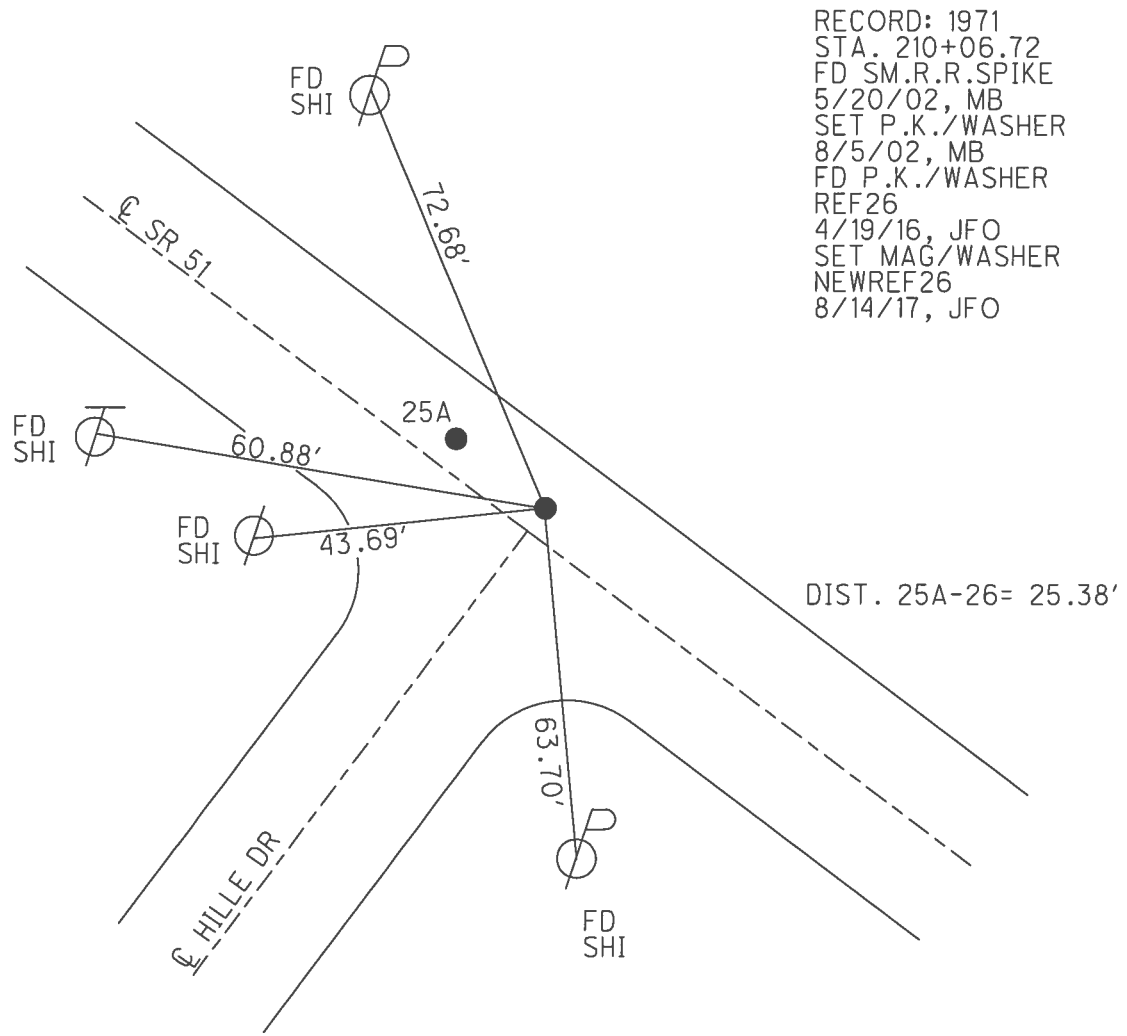 RECORD: 1971
STA. 210+06.72
FD SM.R.R.SPIKE
5/20/02, MB
SET P.K./WASHER
8/5/02, MB
FD P.K./WASHER
REF26
4/19/16, JFO
SET MAG/WASHER
NEWREF26
8/14/17, JFO
FD
SHI
72.68'
℄ SR 51
25A
FD
SHI
60.88'
FD
SHI
43.69'
DIST. 25A-26= 25.38'
63.70'
℄ HILLE DR
FD
SHI